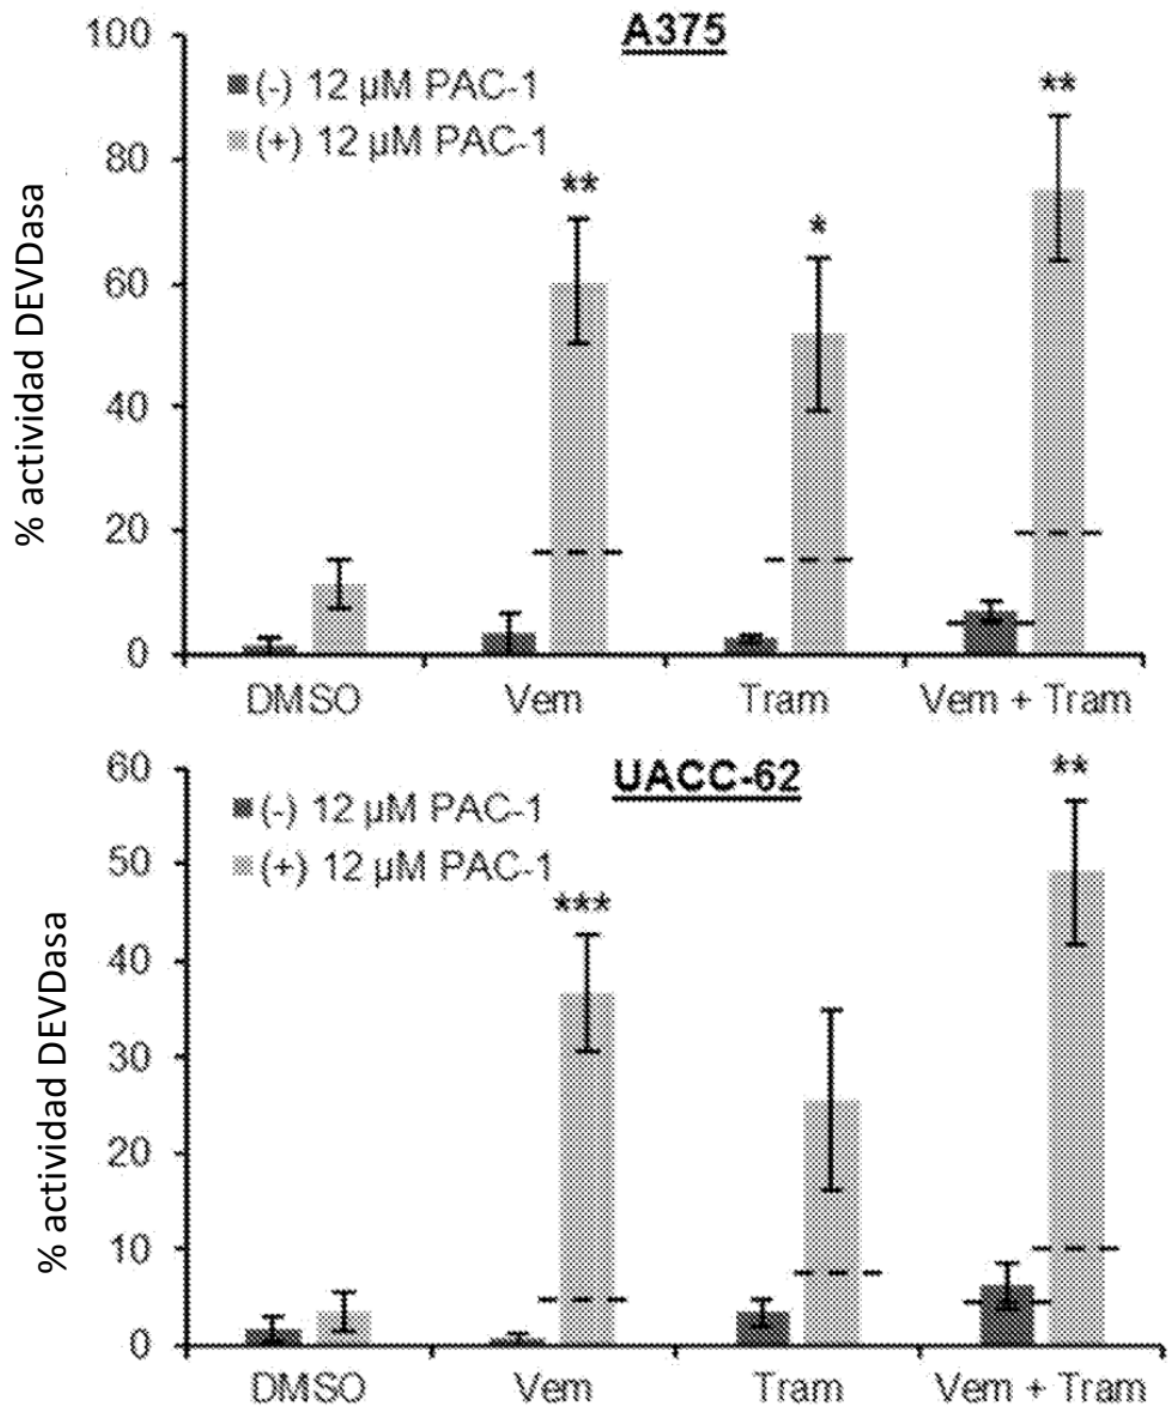 A375
(-) 12 µM PAC-1
(+) 12 µM PAC-1
% actividad DEVDasa
100
80
60
40
20
0
**
*
**
DMSO
Vem
Tram
Vem + Tram
UACC-62
(-) 12 µM PAC-1
(+) 12 µM PAC-1
% actividad DEVDasa
60
50
40
30
20
10
0
***
**
DMSO
Vem
Tram
Vem + Tram